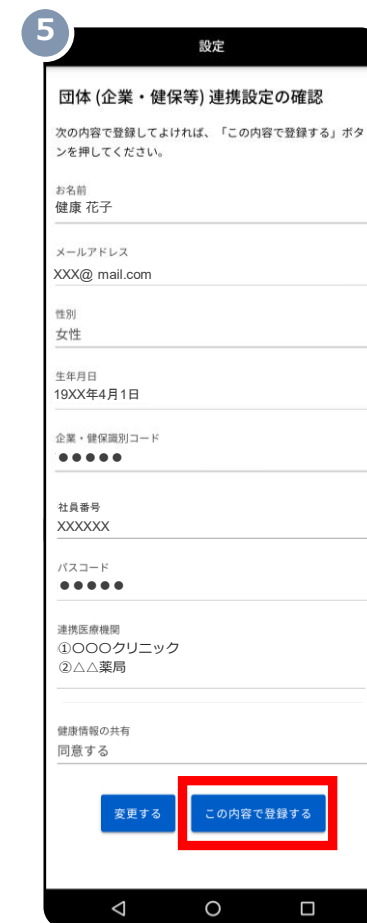 5
設定
団体 (企業・健保等) 連携設定の確認
次の内容で登録してよければ、「この内容で登録する」ボタ
ンを押してください。
お名前
健康 花子
メールアドレス
XXX@ mail.com
性別
女性
生年月日
19XX年4月1日
企業・健保識別コード
●●●●●
社員番号
XXXXXX
パスコード
●●●●●
連携医療機関
①〇〇〇クリニック
②△△薬局
健康情報の共有
同意する
変更する
この内容で登録する